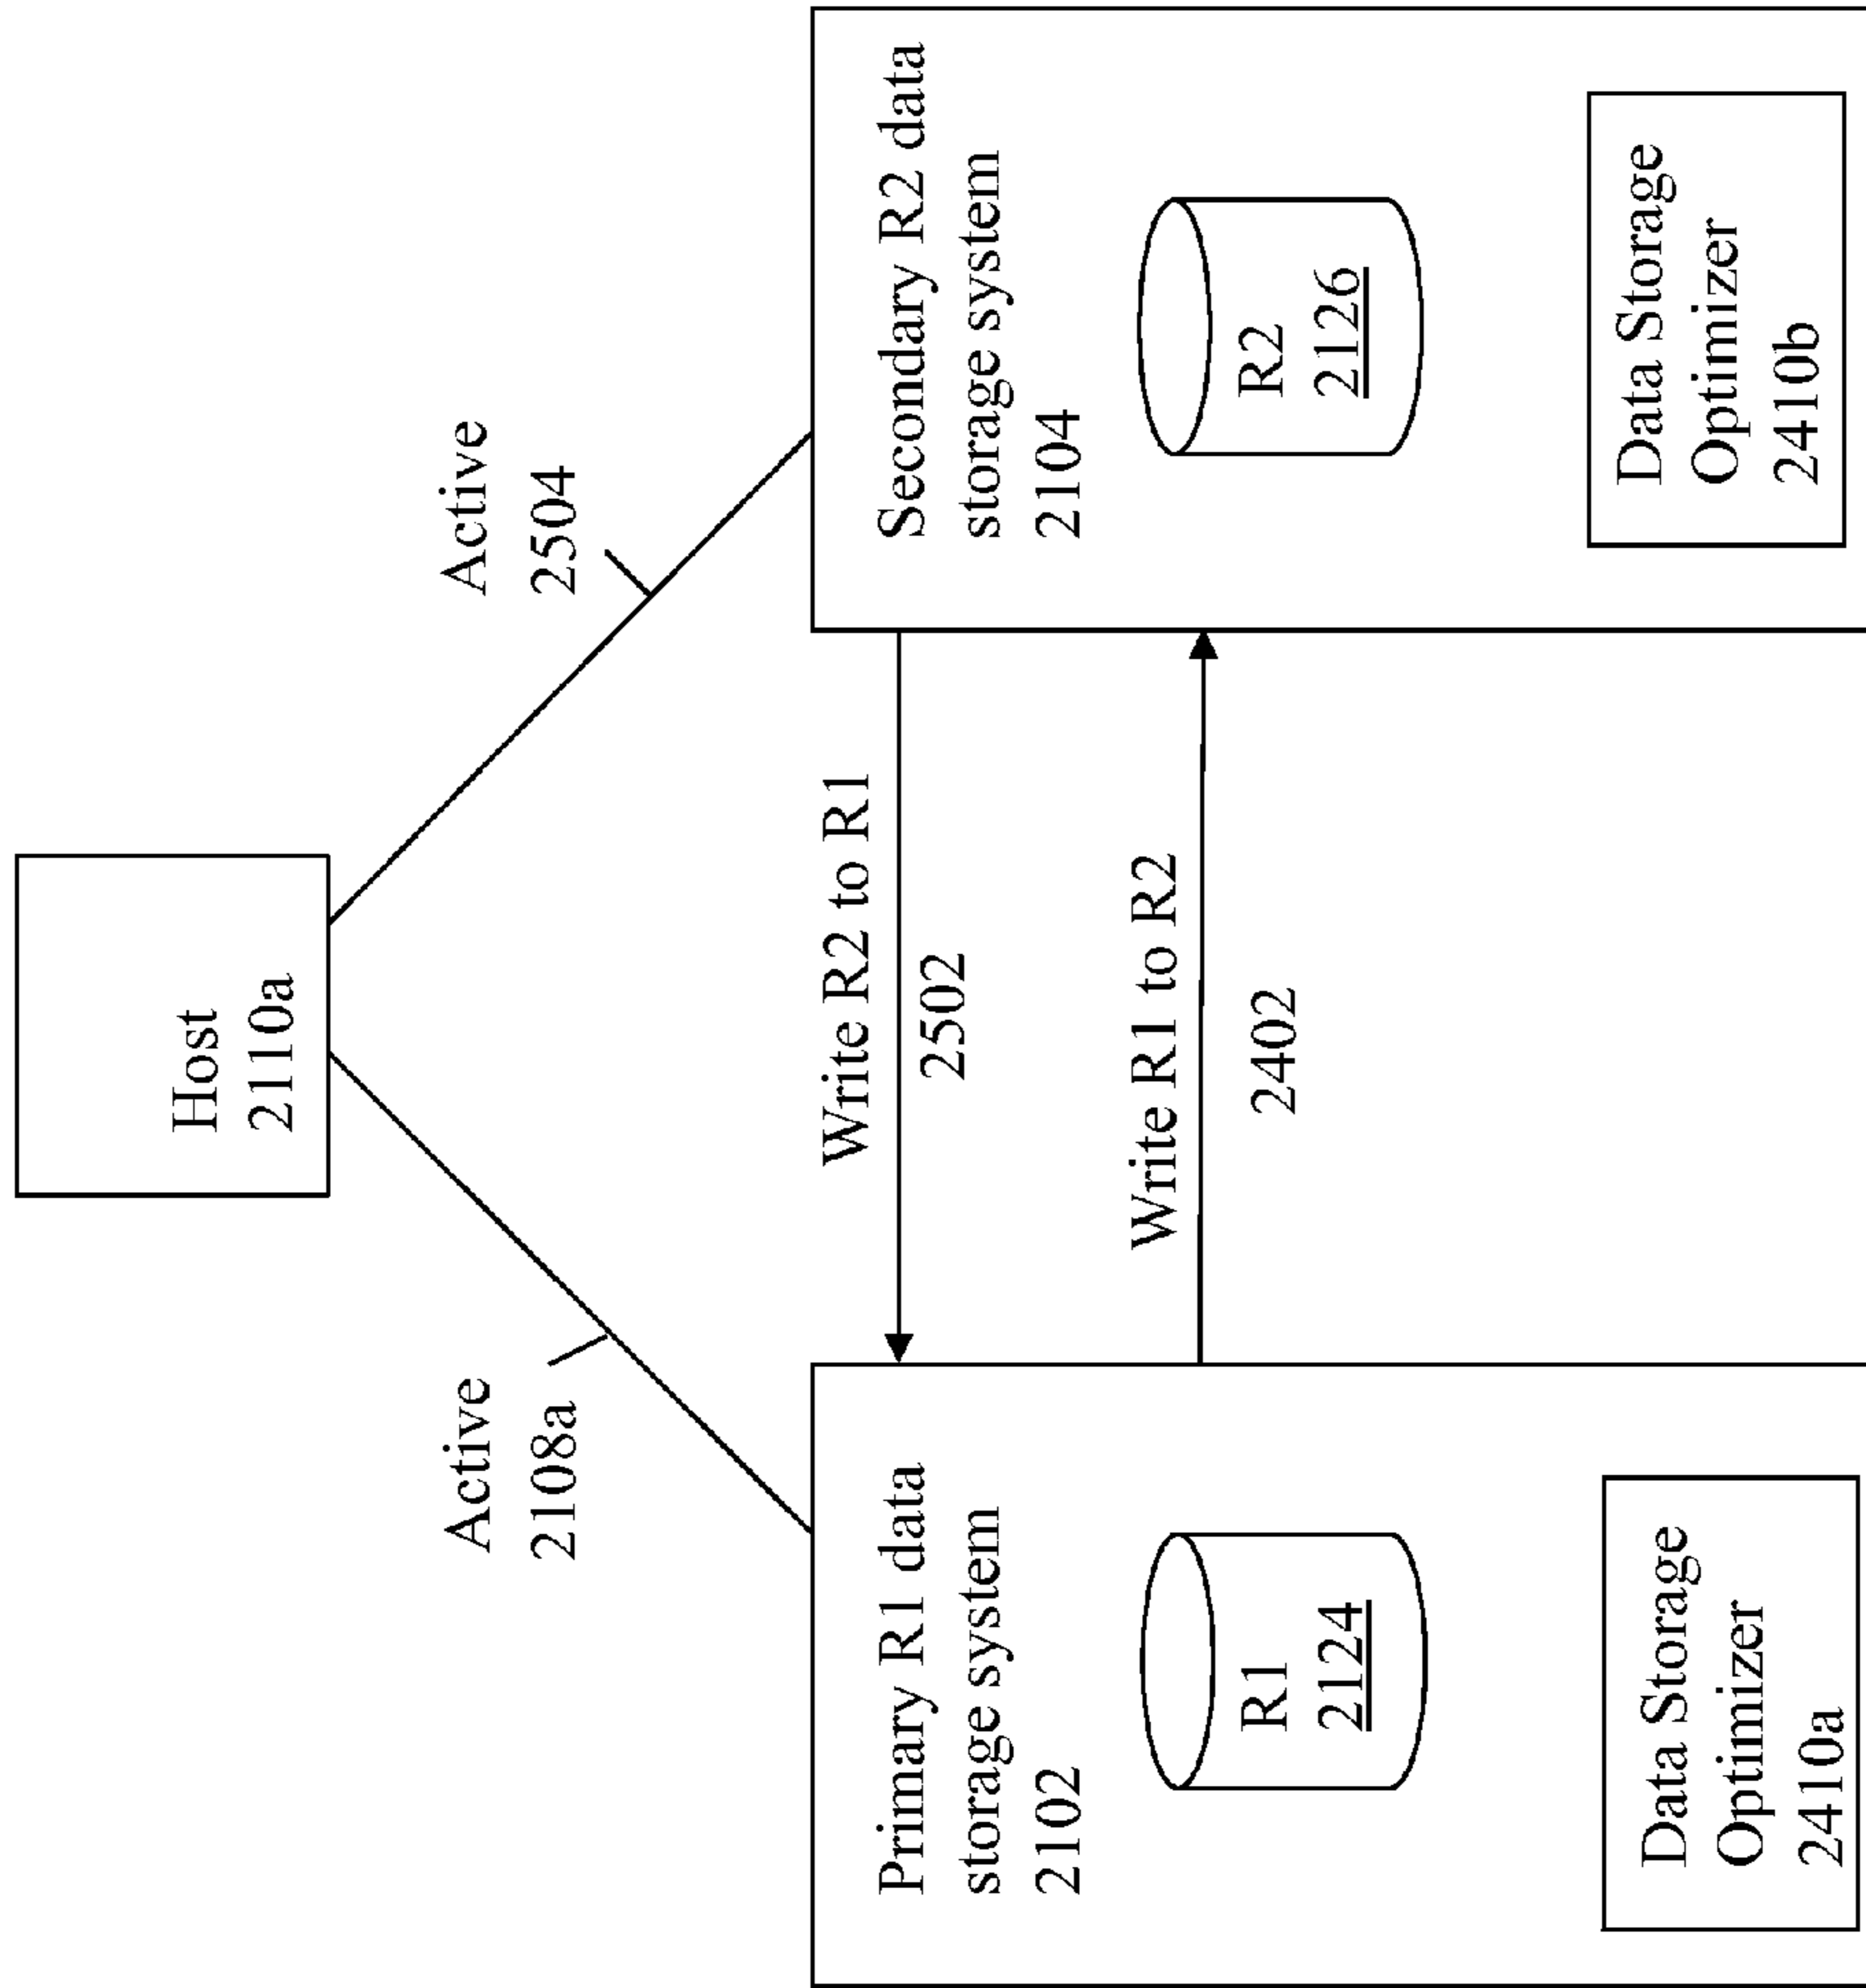 Host
2110a
Active
2108a
Active
2504
Primary R1 data
storage system
2102
R1
2124
Data Storage
Optimizer
2410a
Write R2 to R1
2502
Write R1 to R2
2402
Secondary R2 data
storage system
2104
R2
2126
Data Storage
Optimizer
2410b